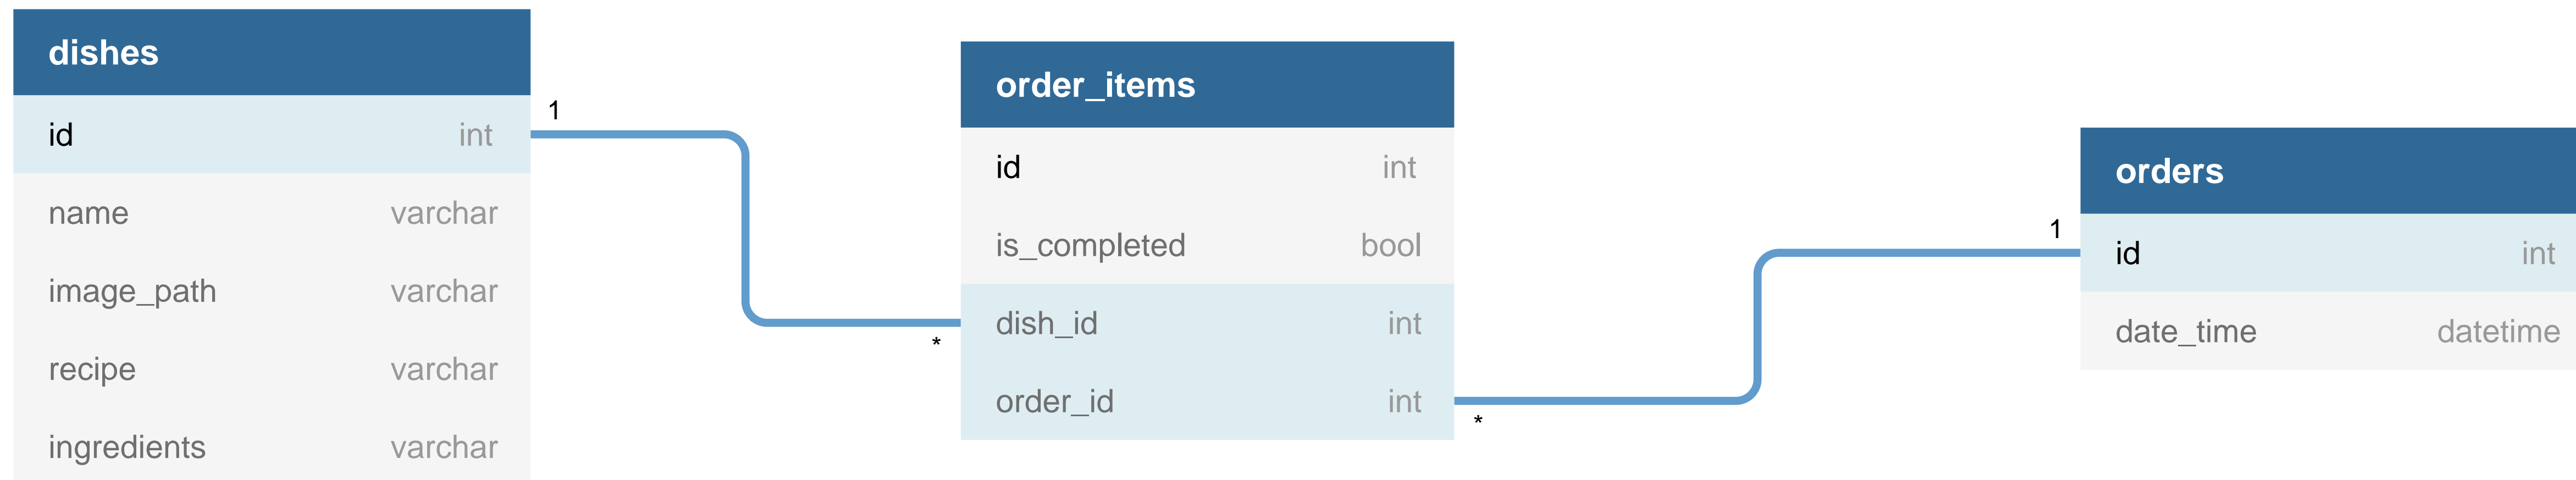 dishes
id int
name varchar
image_path varchar
recipe varchar
ingredients varchar
1
*
order_items
id int
is_completed bool
dish_id int
order_id int
*
1
orders
id int
date_time datetime